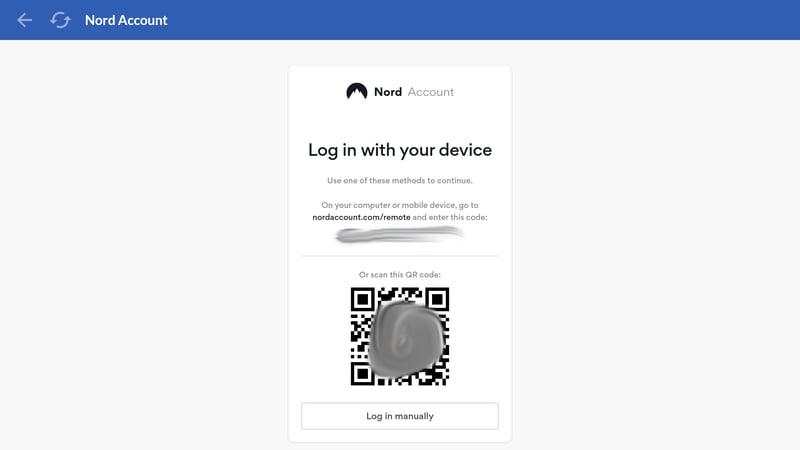 Nord Account
Nord Account
Log in with your device
Use one of these methods to continue.
On your computer or mobile device, go to
nordaccount.com/remote and enter this code:
Or scan this QR code:
Log in manually